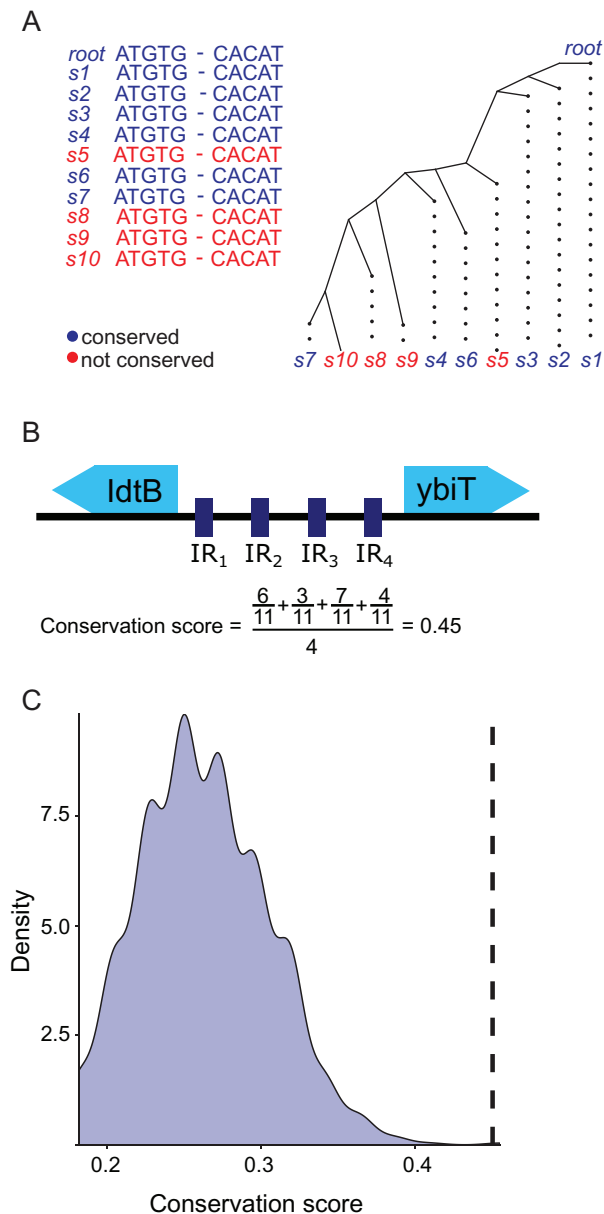 A
root ATGTG - CACAT
s1 ATGTG - CACAT
s2 ATGTG - CACAT
s3 ATGTG - CACAT
s4 ATGTG - CACAT
s5 ATGTG - CACAT
s6 ATGTG - CACAT
s7 ATGTG - CACAT
s8 ATGTG - CACAT
s9 ATGTG - CACAT
s10 ATGTG - CACAT
conserved
not conserved
root
s7 s10 s8 s9 s4 s6 s5 s3 s2 s1
B
ldtB ybiT
IR₁ IR₂ IR₃ IR₄
6 3 7 4
Conservation score = 11 + 11 + 11 + 11 = 0.45
4
C
7.5
5.0
2.5
Density
0.2 0.3 0.4
Conservation score